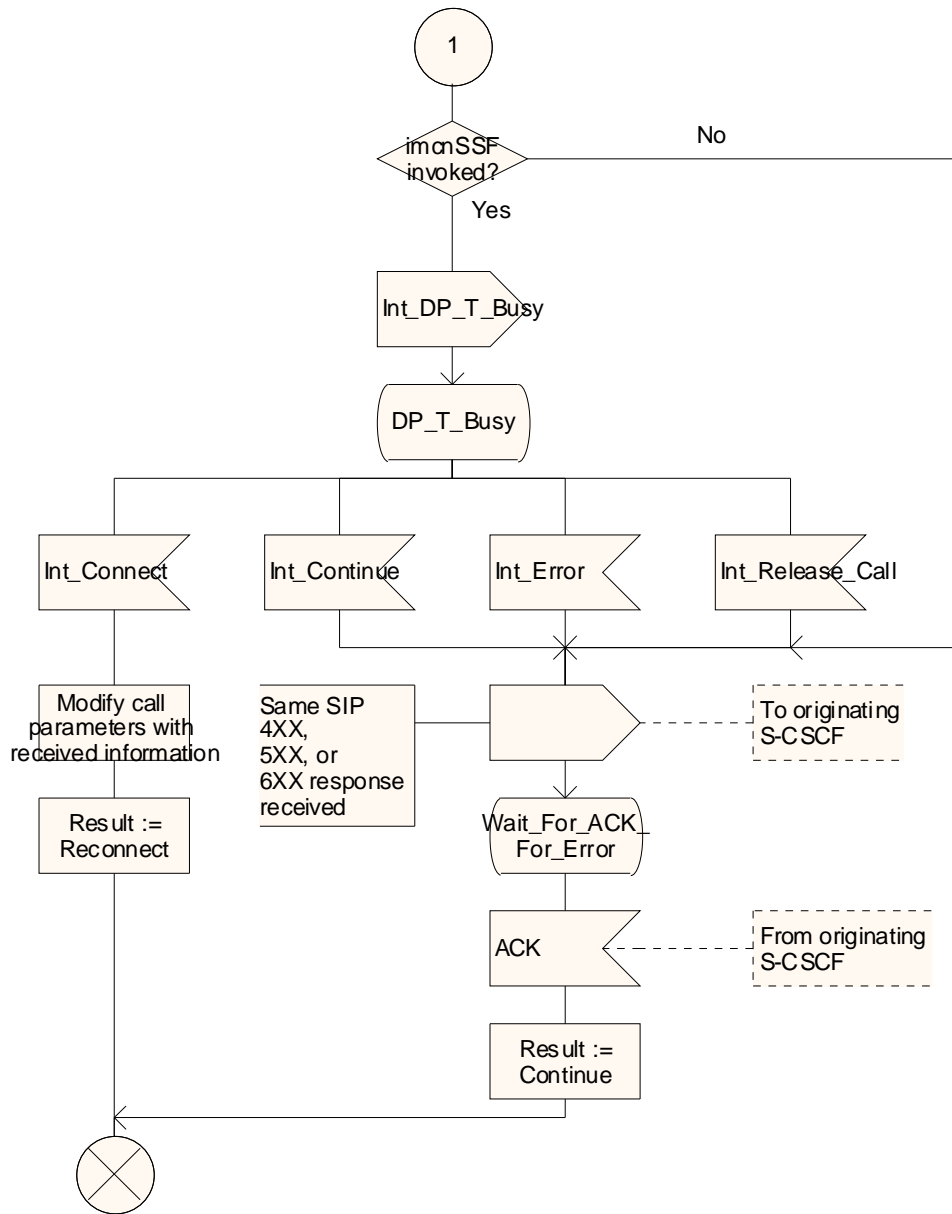 1
imcnSSF
invoked?
No
Yes
Int_DP_T_Busy
DP_T_Busy
Int_Connect
Int_Continue
Int_Error
Int_Release_Call
Modify call
parameters with
received information
Same SIP
4XX,
5XX, or
6XX response
received
To originating
S-CSCF
Result :=
Reconnect
Wait_For_ACK_
For_Error
ACK
From originating
S-CSCF
Result :=
Continue